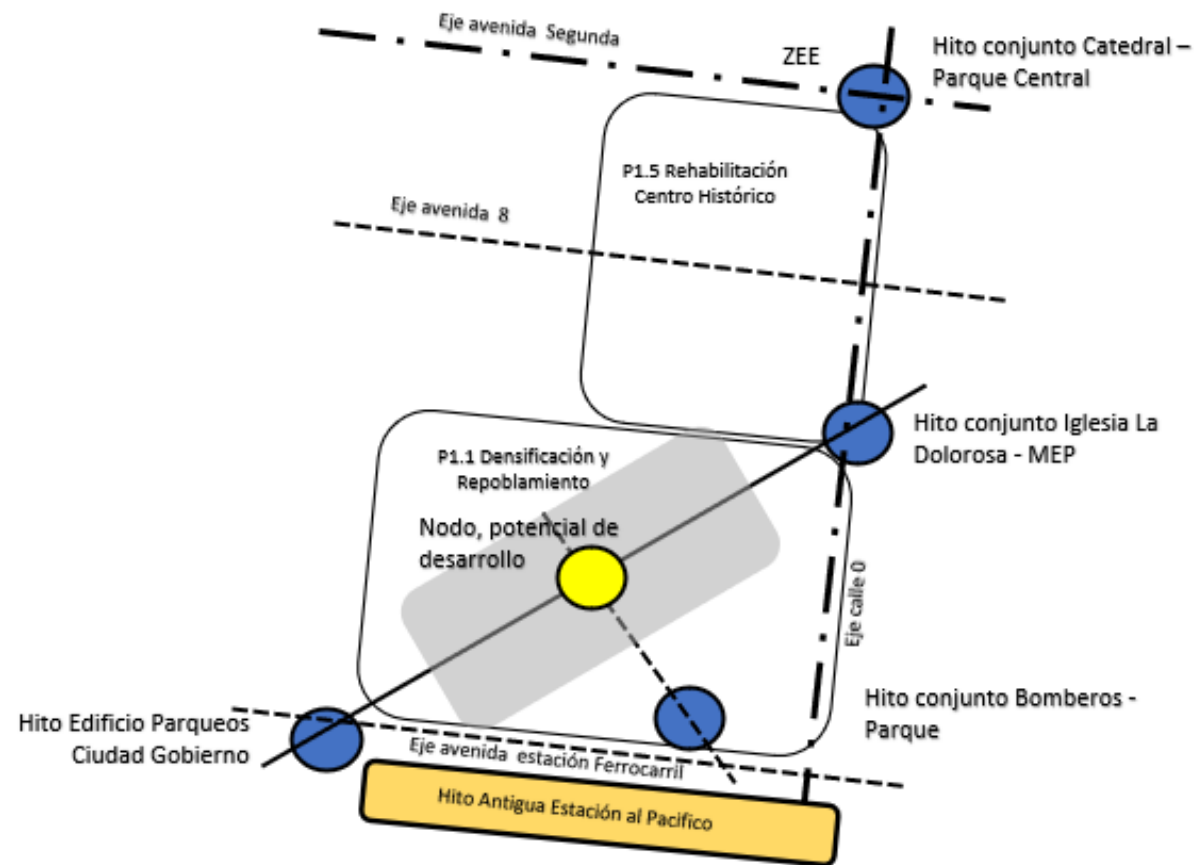 Eje avenida Segunda
ZEE
Hito conjunto Catedral –
Parque Central
P1.5 Rehabilitación
Centro Histórico
Eje avenida 8
Hito conjunto Iglesia La
Dolorosa - MEP
P1.1 Densificación y
Repoblamiento
Nodo, potencial de
desarrollo
Eje calle 0
Hito conjunto Bomberos -
Parque
Hito Edificio Parqueos
Ciudad Gobierno
Eje avenida estación Ferrocarril
Hito Antigua Estación al Pacifico